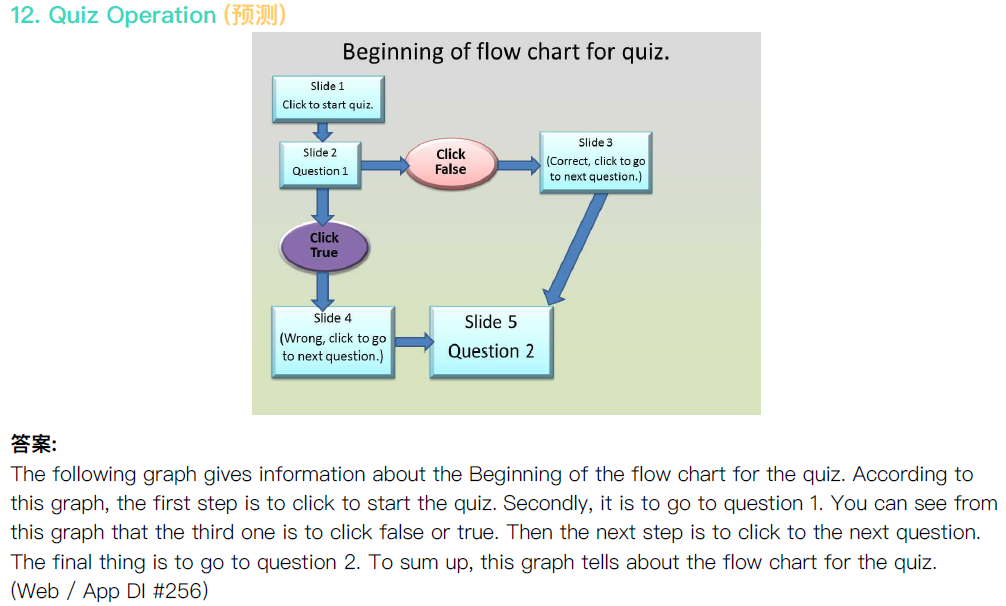 12. Quiz Operation (预测)
Beginning of flow chart for quiz.
Slide 1
Click to start quiz.
Slide 2
Question 1
Click
False
Slide 3
(Correct, click to go
to next question.)
Click
True
Slide 4
(Wrong, click to go
to next question.)
Slide 5
Question 2
答案:
The following graph gives information about the Beginning of the flow chart for the quiz. According to
this graph, the first step is to click to start the quiz. Secondly, it is to go to question 1. You can see from
this graph that the third one is to click false or true. Then the next step is to click to the next question.
The final thing is to go to question 2. To sum up, this graph tells about the flow chart for the quiz.
(Web / App DI #256)